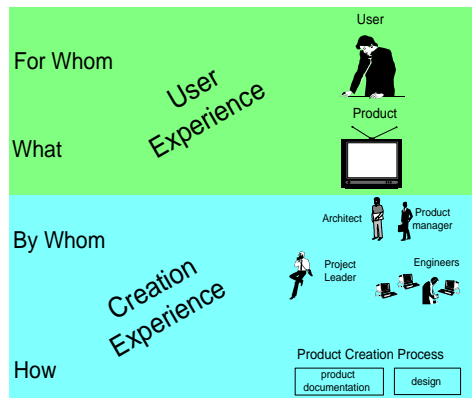 User
For Whom
User
Experience
Product
What
Architect
Product
manager
By Whom
Project
Leader
Engineers
Creation
Experience
Product Creation Process
How
product
documentation
design